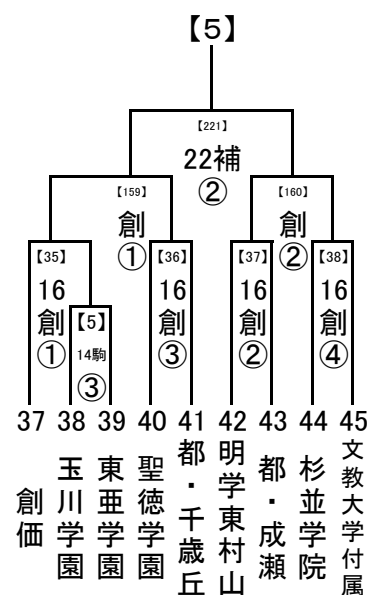 【5】
【221】
22補
②
【159】
創
①
【160】
創
②
【35】
16
創
①
【36】
16
創
③
【37】
16
創
②
【38】
16
創
④
【5】
14駒
③
37 38 39 40 41 42 43 44 45
創価
玉川学園
東亜学園
聖徳学園
都・千歳丘
明学東村山
都・成瀬
杉並学院
文教大学付属